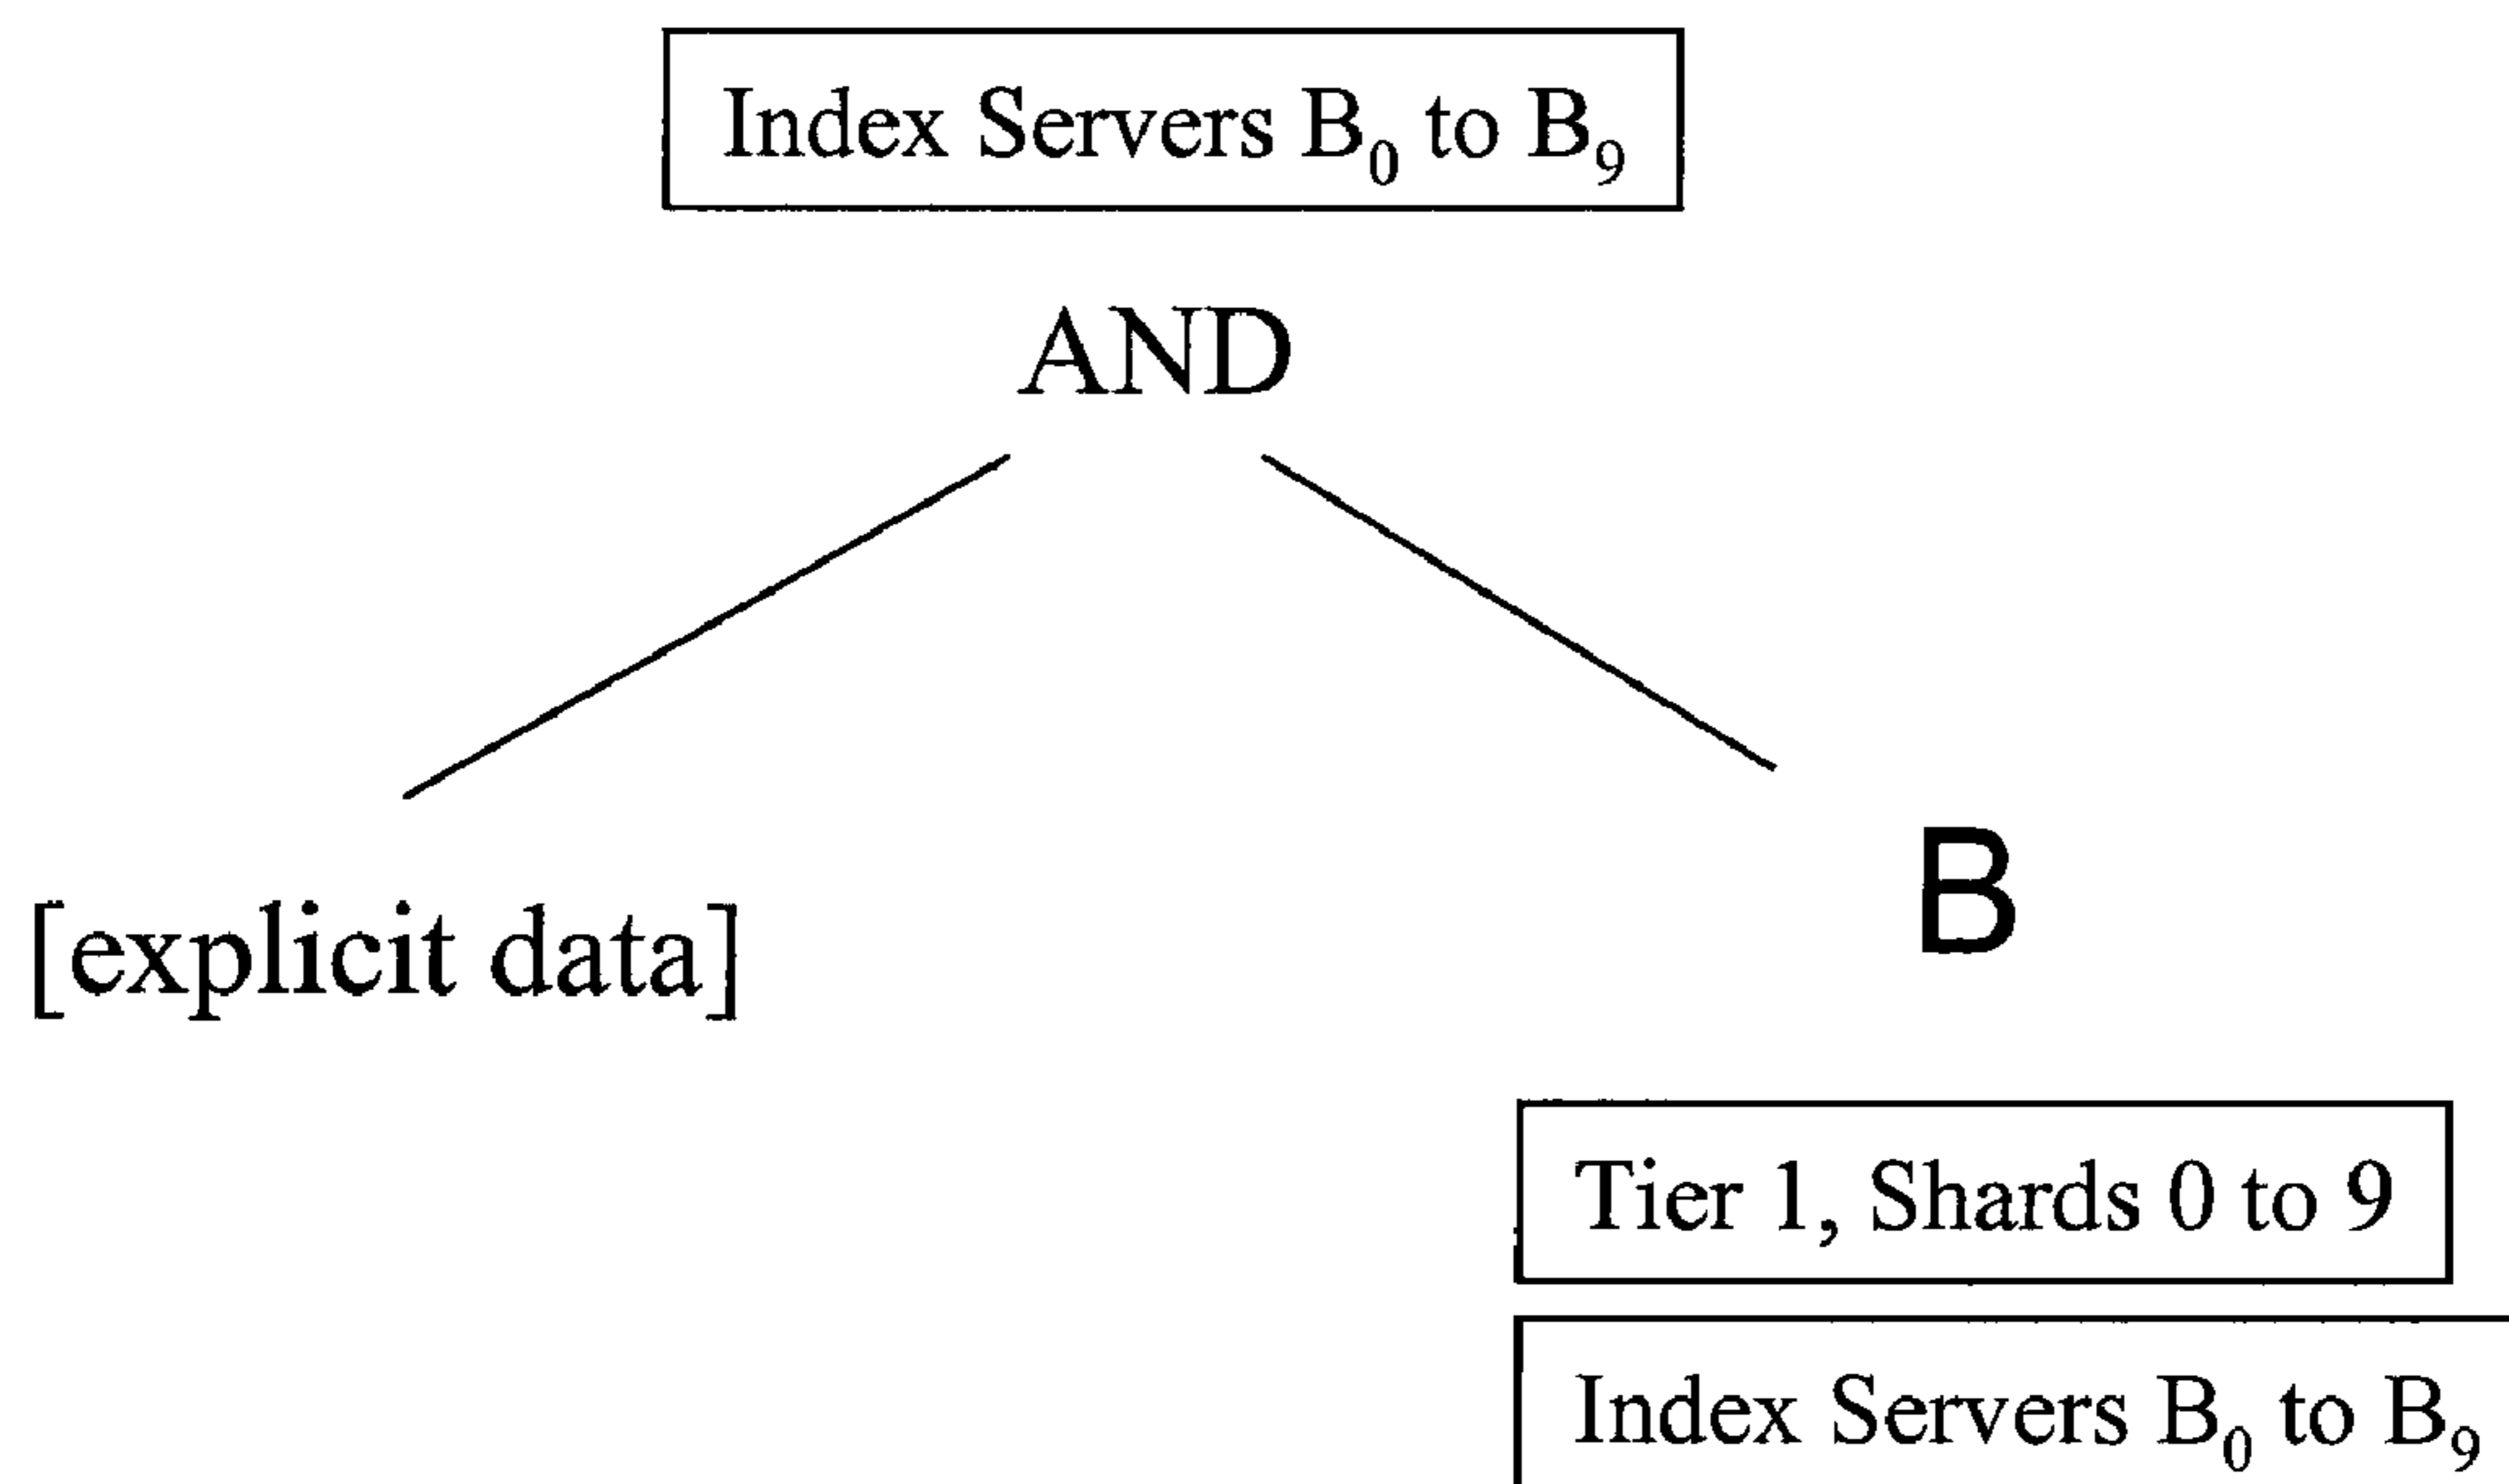 Index Servers B₀ to B₉
AND
[explicit data]
B
Tier 1, Shards 0 to 9
Index Servers B₀ to B₉